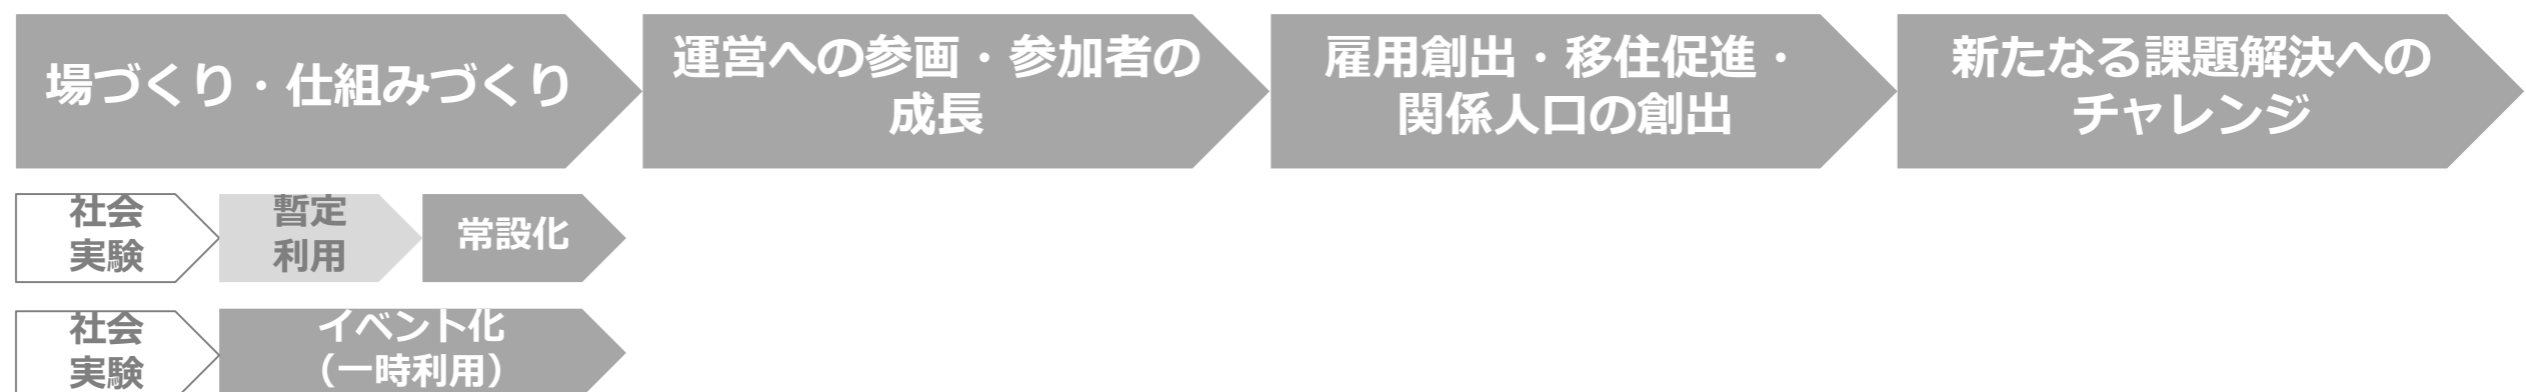 場づくり・仕組みづくり
運営への参画・参加者の
成長
雇用創出・移住促進・
関係人口の創出
新たなる課題解決への
チャレンジ
社会
実験
暫定
利用
常設化
社会
実験
イベント化
（一時利用）